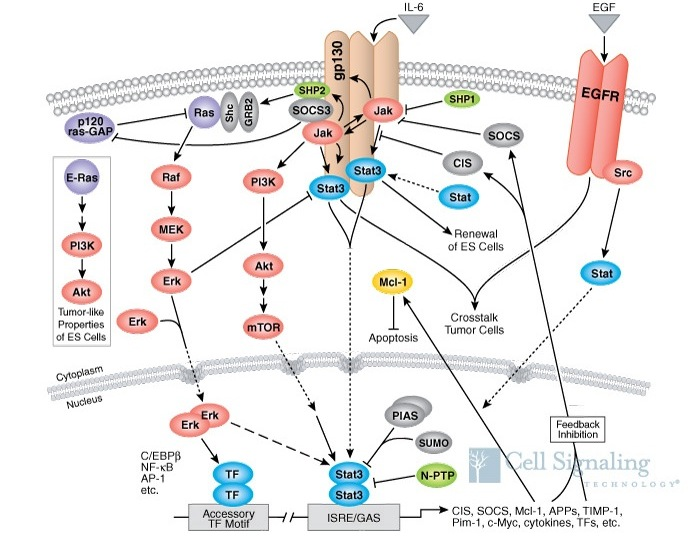 IL-6
EGF
gp130
EGFR
SHP2
SHP1
SOCS3
Jak
Jak
SOCS
CIS
p120
ras-GAP
Ras
Shc
GRB2
Src
E-Ras
Raf
PI3K
Stat3
Stat3
Stat
Renewal
of ES Cells
PI3K
MEK
Akt
Erk
Akt
Mcl-1
Stat
Tumor-like
Properties
of ES Cells
Erk
mTOR
Apoptosis
Crosstalk
Tumor Cells
Cytoplasm
Nucleus
Erk
Erk
PIAS
SUMO
Feedback
Inhibition
C/EBPβ
NF-κB
AP-1
etc.
TF
TF
Stat3
Stat3
N-PTP
Cell Signaling
TECHNOLOGY®
Accessory
TF Motif
ISRE/GAS
CIS, SOCS, Mcl-1, APPs, TIMP-1,
Pim-1, c-Myc, cytokines, TFs, etc.